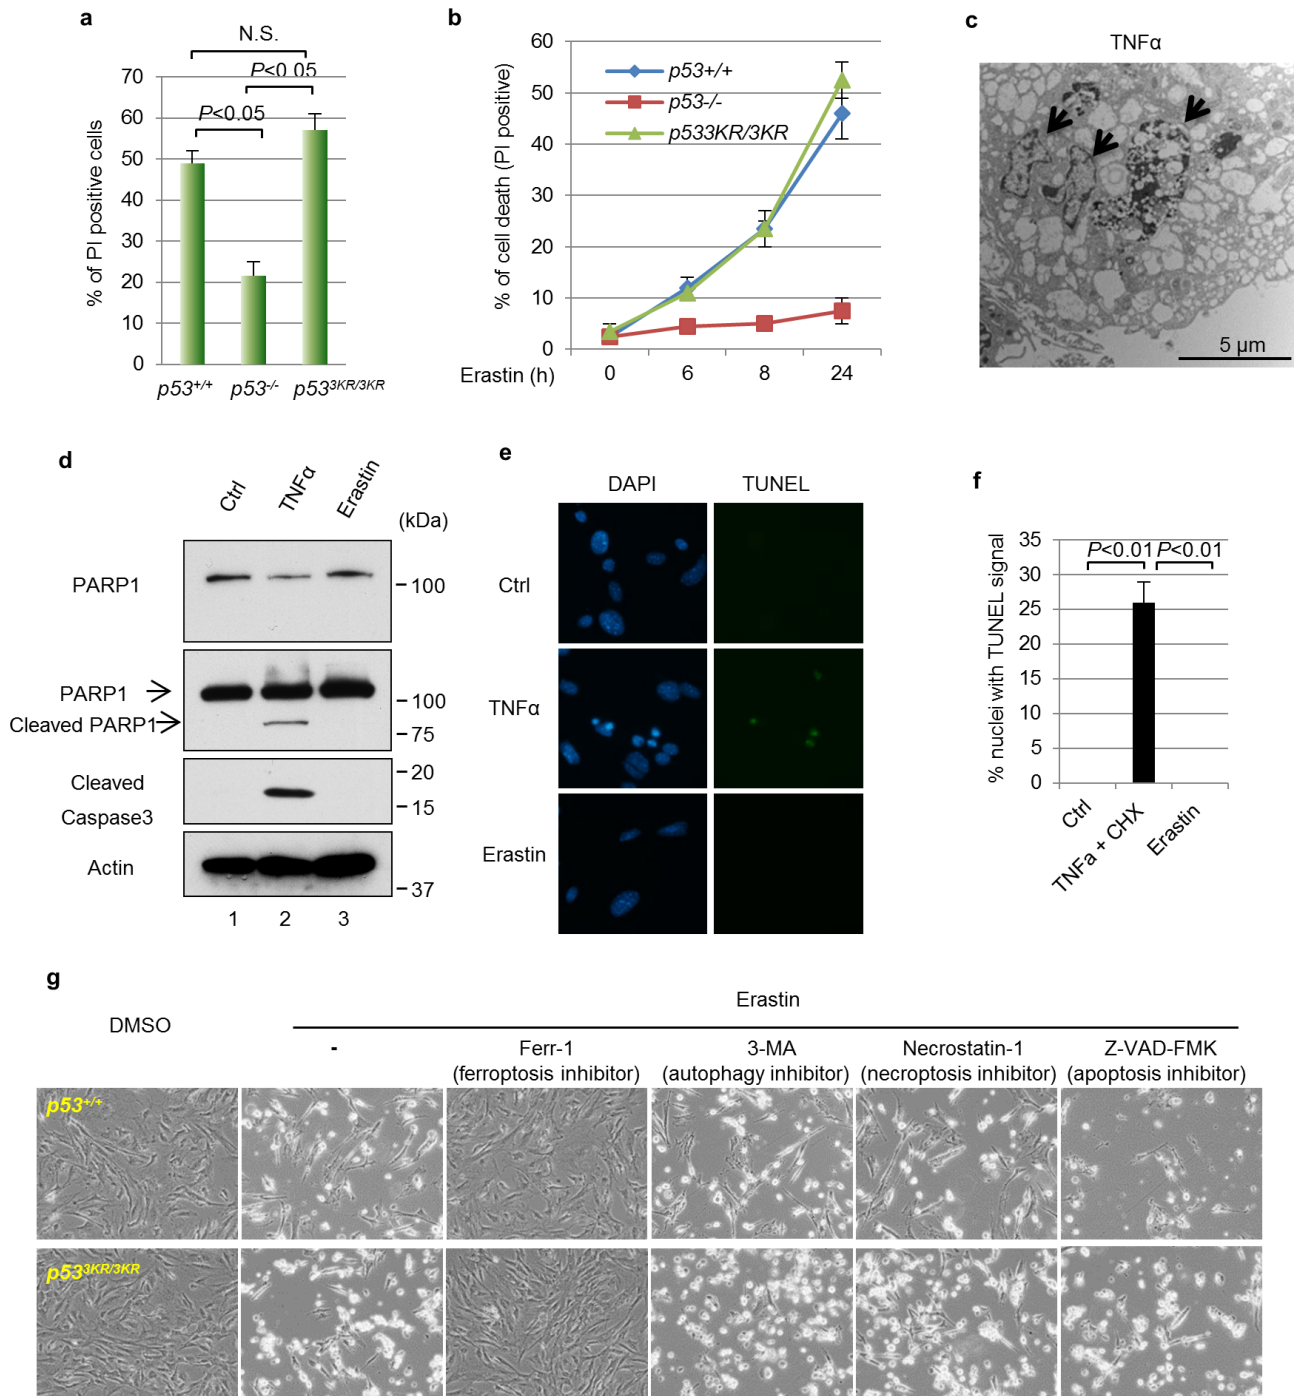 a
N.S.
P<0.05
P<0.05
% of PI positive cells
70
60
50
40
30
20
10
0
p53+/+
p53-/-
p533KR/3KR
b
% of cell death (PI positive)
60
50
40
30
20
10
0
p53+/+
p53-/-
p533KR/3KR
Erastin (h)
0
6
8
24
c
TNFα
5 µm
d
Ctrl
TNFα
Erastin
(kDa)
PARP1
100
PARP1
100
Cleaved PARP1
75
Cleaved
Caspase3
20
15
Actin
37
1 2 3
e
DAPI
TUNEL
Ctrl
TNFα
Erastin
f
% nuclei with TUNEL signal
35
30
25
20
15
10
5
0
P<0.01
P<0.01
Ctrl
TNFa + CHX
Erastin
g
Erastin
DMSO
-
Ferr-1
(ferroptosis inhibitor)
3-MA
(autophagy inhibitor)
Necrostatin-1
(necroptosis inhibitor)
Z-VAD-FMK
(apoptosis inhibitor)
p53+/+
p533KR/3KR